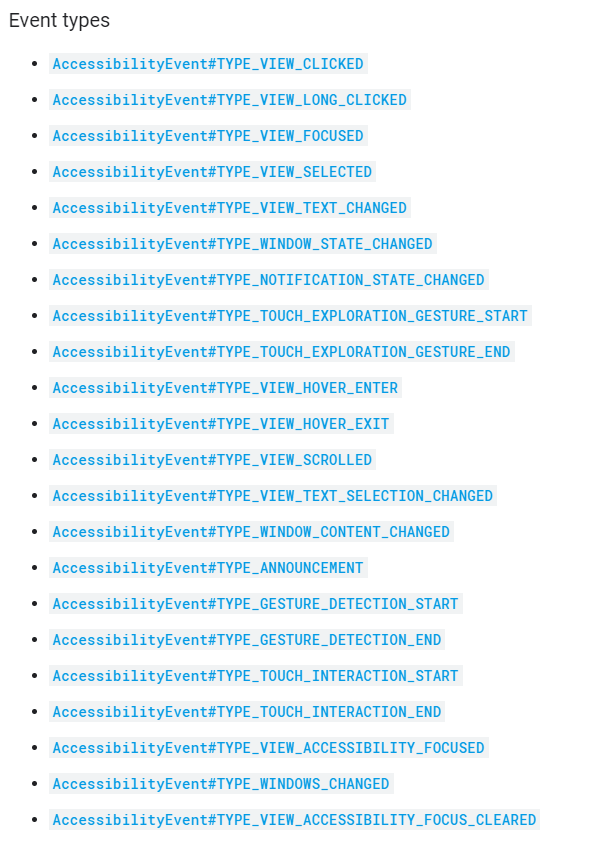 Event types
AccessibilityEvent#TYPE_VIEW_CLICKED
AccessibilityEvent#TYPE_VIEW_LONG_CLICKED
AccessibilityEvent#TYPE_VIEW_FOCUSED
AccessibilityEvent#TYPE_VIEW_SELECTED
AccessibilityEvent#TYPE_VIEW_TEXT_CHANGED
AccessibilityEvent#TYPE_WINDOW_STATE_CHANGED
AccessibilityEvent#TYPE_NOTIFICATION_STATE_CHANGED
AccessibilityEvent#TYPE_TOUCH_EXPLORATION_GESTURE_START
AccessibilityEvent#TYPE_TOUCH_EXPLORATION_GESTURE_END
AccessibilityEvent#TYPE_VIEW_HOVER_ENTER
AccessibilityEvent#TYPE_VIEW_HOVER_EXIT
AccessibilityEvent#TYPE_VIEW_SCROLLED
AccessibilityEvent#TYPE_VIEW_TEXT_SELECTION_CHANGED
AccessibilityEvent#TYPE_WINDOW_CONTENT_CHANGED
AccessibilityEvent#TYPE_ANNOUNCEMENT
AccessibilityEvent#TYPE_GESTURE_DETECTION_START
AccessibilityEvent#TYPE_GESTURE_DETECTION_END
AccessibilityEvent#TYPE_TOUCH_INTERACTION_START
AccessibilityEvent#TYPE_TOUCH_INTERACTION_END
AccessibilityEvent#TYPE_VIEW_ACCESSIBILITY_FOCUSED
AccessibilityEvent#TYPE_WINDOWS_CHANGED
AccessibilityEvent#TYPE_VIEW_ACCESSIBILITY_FOCUS_CLEARED